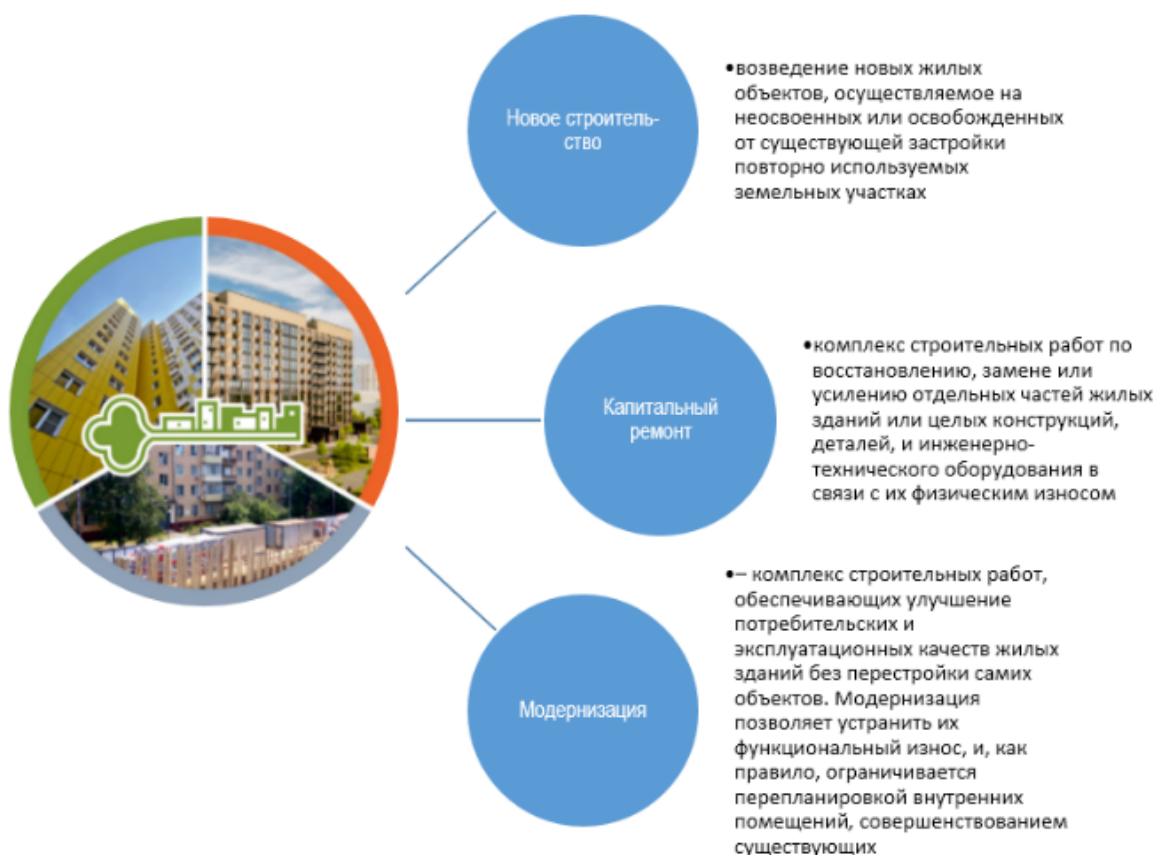 Новое строитель-
ство
•возведение новых жилых
объектов, осуществляемое на
неосвоенных или освобожденных
от существующей застройки
повторно используемых
земельных участках
Капитальный
ремонт
•комплекс строительных работ по
восстановлению, замене или
усилению отдельных частей жилых
зданий или целых конструкций,
деталей, и инженерно-
технического оборудования в
связи с их физическим износом
Модернизация
•– комплекс строительных работ,
обеспечивающих улучшение
потребительских и
эксплуатационных качеств жилых
зданий без перестройки самих
объектов. Модернизация
позволяет устранить их
функциональный износ, и, как
правило, ограничивается
перепланировкой внутренних
помещений, совершенствованием
существующих